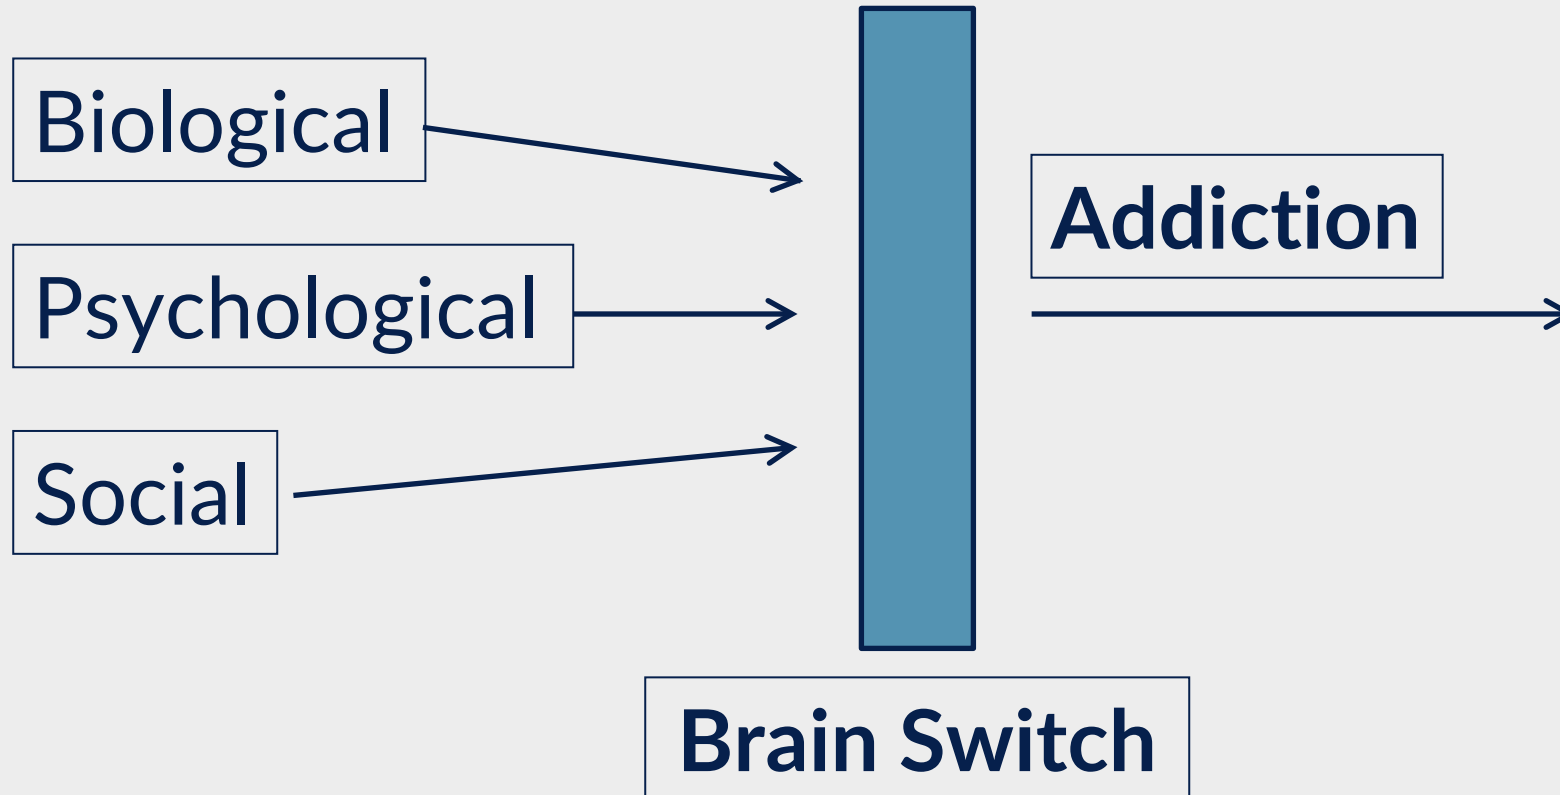 Biological
Psychological
Social
Addiction
Brain Switch